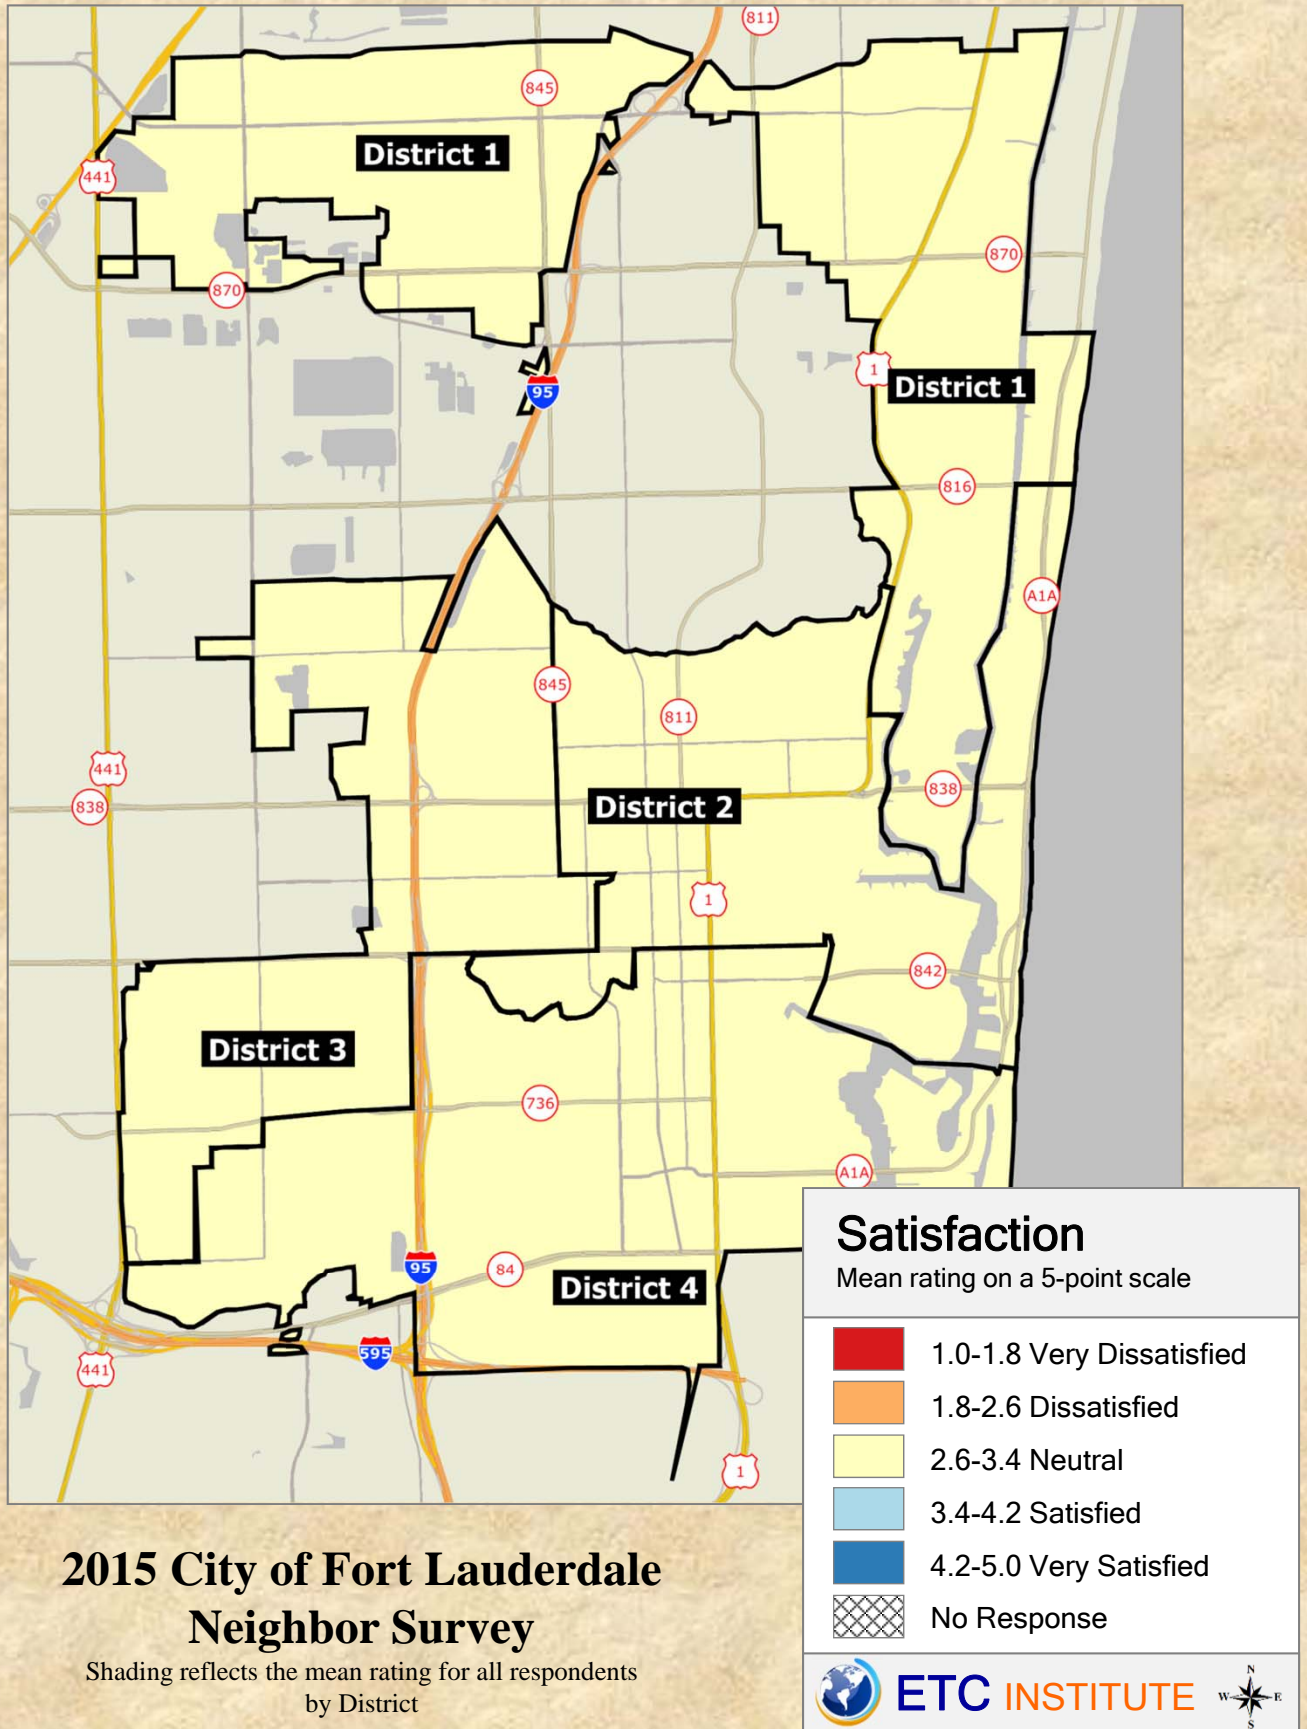 811
845
District 1
441
870
870
95
1
District 1
816
A1A
845
811
441
838
838
District 2
1
842
District 3
736
A1A
95
84
District 4
595
441
1
Satisfaction
Mean rating on a 5-point scale
1.0-1.8 Very Dissatisfied
1.8-2.6 Dissatisfied
2.6-3.4 Neutral
3.4-4.2 Satisfied
4.2-5.0 Very Satisfied
No Response
2015 City of Fort Lauderdale
Neighbor Survey
Shading reflects the mean rating for all respondents
by District
ETC INSTITUTE
N
W E
S